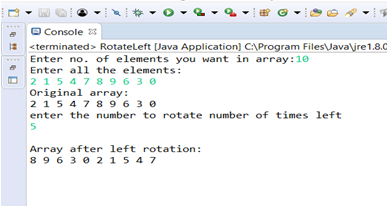 Console
<terminated> RotateLeft [Java Application] C:\Program Files\Java\jre1.8.0
Enter no. of elements you want in array:10
Enter all the elements:
2 1 5 4 7 8 9 6 3 0
Original array:
2 1 5 4 7 8 9 6 3 0
enter the number to rotate number of times left
5
Array after left rotation:
8 9 6 3 0 2 1 5 4 7